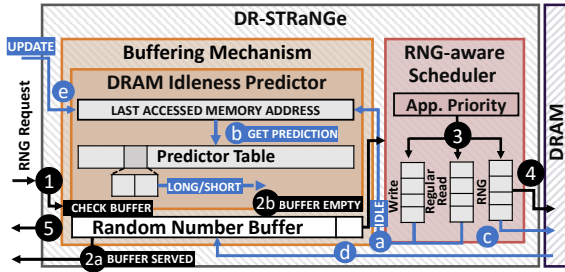 DR-STRaNGe
UPDATE
Buffering Mechanism
RNG-aware
Scheduler
DRAM Idleness Predictor
e
LAST ACCESSED MEMORY ADDRESS
App. Priority
b GET PREDICTION
3
Predictor Table
RNG Request
DRAM
LONG/SHORT
Write
Regular
Read
RNG
4
1
2b BUFFER EMPTY
CHECK BUFFER
IDLE
5
Random Number Buffer
a
c
d
2a BUFFER SERVED